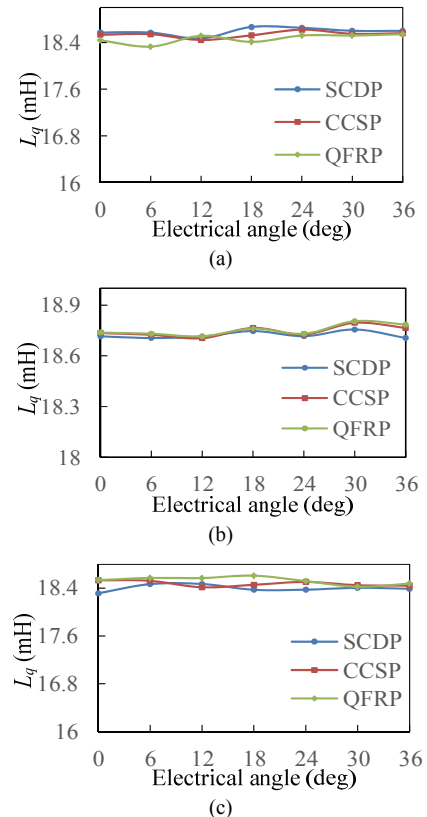 18.4
17.6
16.8
16
L_q (mH)
SCDP
CCSP
QFRP
0 6 12 18 24 30 36
Electrical angle (deg)
(a)
18.9
18.6
18.3
18
L_q (mH)
SCDP
CCSP
QFRP
0 6 12 18 24 30 36
Electrical angle (deg)
(b)
18.4
17.6
16.8
16
L_q (mH)
SCDP
CCSP
QFRP
0 6 12 18 24 30 36
Electrical angle (deg)
(c)